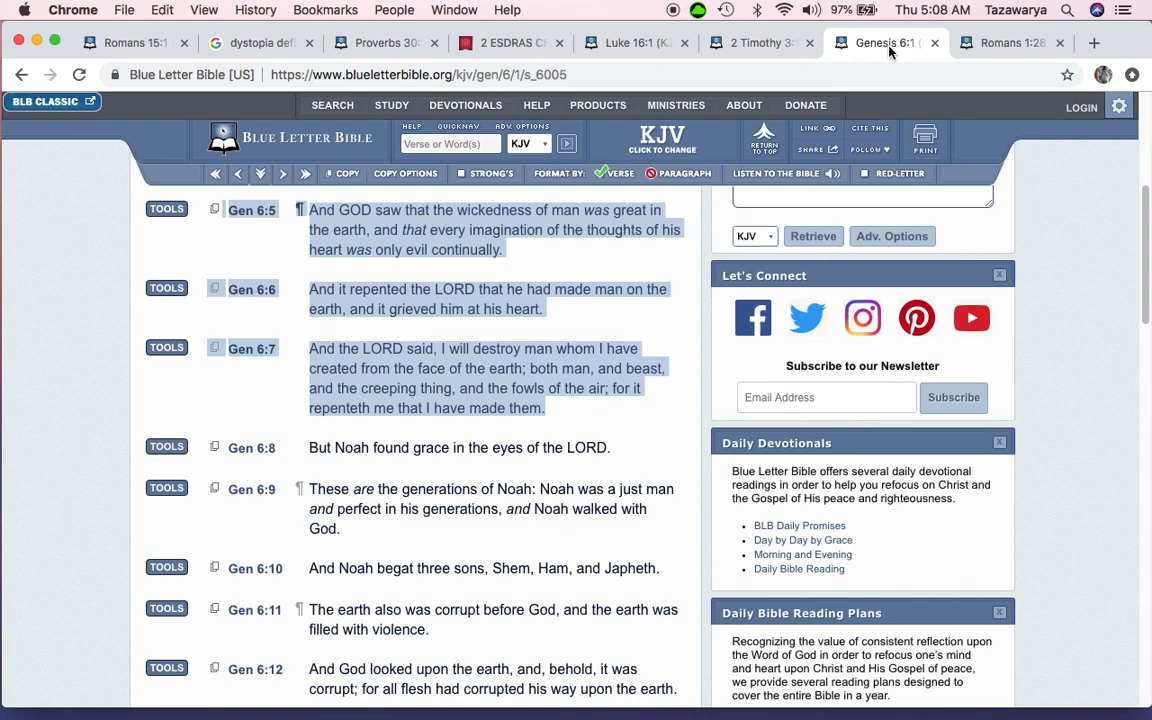 Chrome File Edit View History Bookmarks People Window Help 97% Thu 5:08 AM Tazawarya
Romans 15:1 dystopia defi Proverbs 30: 2 ESDRAS CH Luke 16:1 (KJ 2 Timothy 3:1 Genesis 6:1 ( Romans 1:28
Blue Letter Bible [US] https://www.blueletterbible.org/kjv/gen/6/1/s_6005
BLB CLASSIC
SEARCH STUDY DEVOTIONALS HELP PRODUCTS MINISTRIES ABOUT DONATE LOGIN
BLUE LETTER BIBLE
HELP QUICKNAV ADV. OPTIONS
Verse or Word(s) KJV
KJV
CLICK TO CHANGE
RETURN
TO TOP
LINK CITE THIS
SHARE FOLLOW
PRINT
COPY COPY OPTIONS STRONG'S FORMAT BY: VERSE PARAGRAPH LISTEN TO THE BIBLE RED-LETTER
TOOLS Gen 6:5 ¶ And GOD saw that the wickedness of man was great in
the earth, and that every imagination of the thoughts of his
heart was only evil continually.
TOOLS Gen 6:6 And it repented the LORD that he had made man on the
earth, and it grieved him at his heart.
TOOLS Gen 6:7 And the LORD said, I will destroy man whom I have
created from the face of the earth; both man, and beast,
and the creeping thing, and the fowls of the air; for it
repenteth me that I have made them.
TOOLS Gen 6:8 But Noah found grace in the eyes of the LORD.
TOOLS Gen 6:9 ¶ These are the generations of Noah: Noah was a just man
and perfect in his generations, and Noah walked with
God.
TOOLS Gen 6:10 And Noah begat three sons, Shem, Ham, and Japheth.
TOOLS Gen 6:11 ¶ The earth also was corrupt before God, and the earth was
filled with violence.
TOOLS Gen 6:12 And God looked upon the earth, and, behold, it was
corrupt; for all flesh had corrupted his way upon the earth.
KJV Retrieve Adv. Options
Let's Connect
Subscribe to our Newsletter
Email Address Subscribe
Daily Devotionals
Blue Letter Bible offers several daily devotional
readings in order to help you refocus on Christ and
the Gospel of His peace and righteousness.
• BLB Daily Promises
• Day by Day by Grace
• Morning and Evening
• Daily Bible Reading
Daily Bible Reading Plans
Recognizing the value of consistent reflection upon
the Word of God in order to refocus one's mind
and heart upon Christ and His Gospel of peace,
we provide several reading plans designed to
cover the entire Bible in a year.